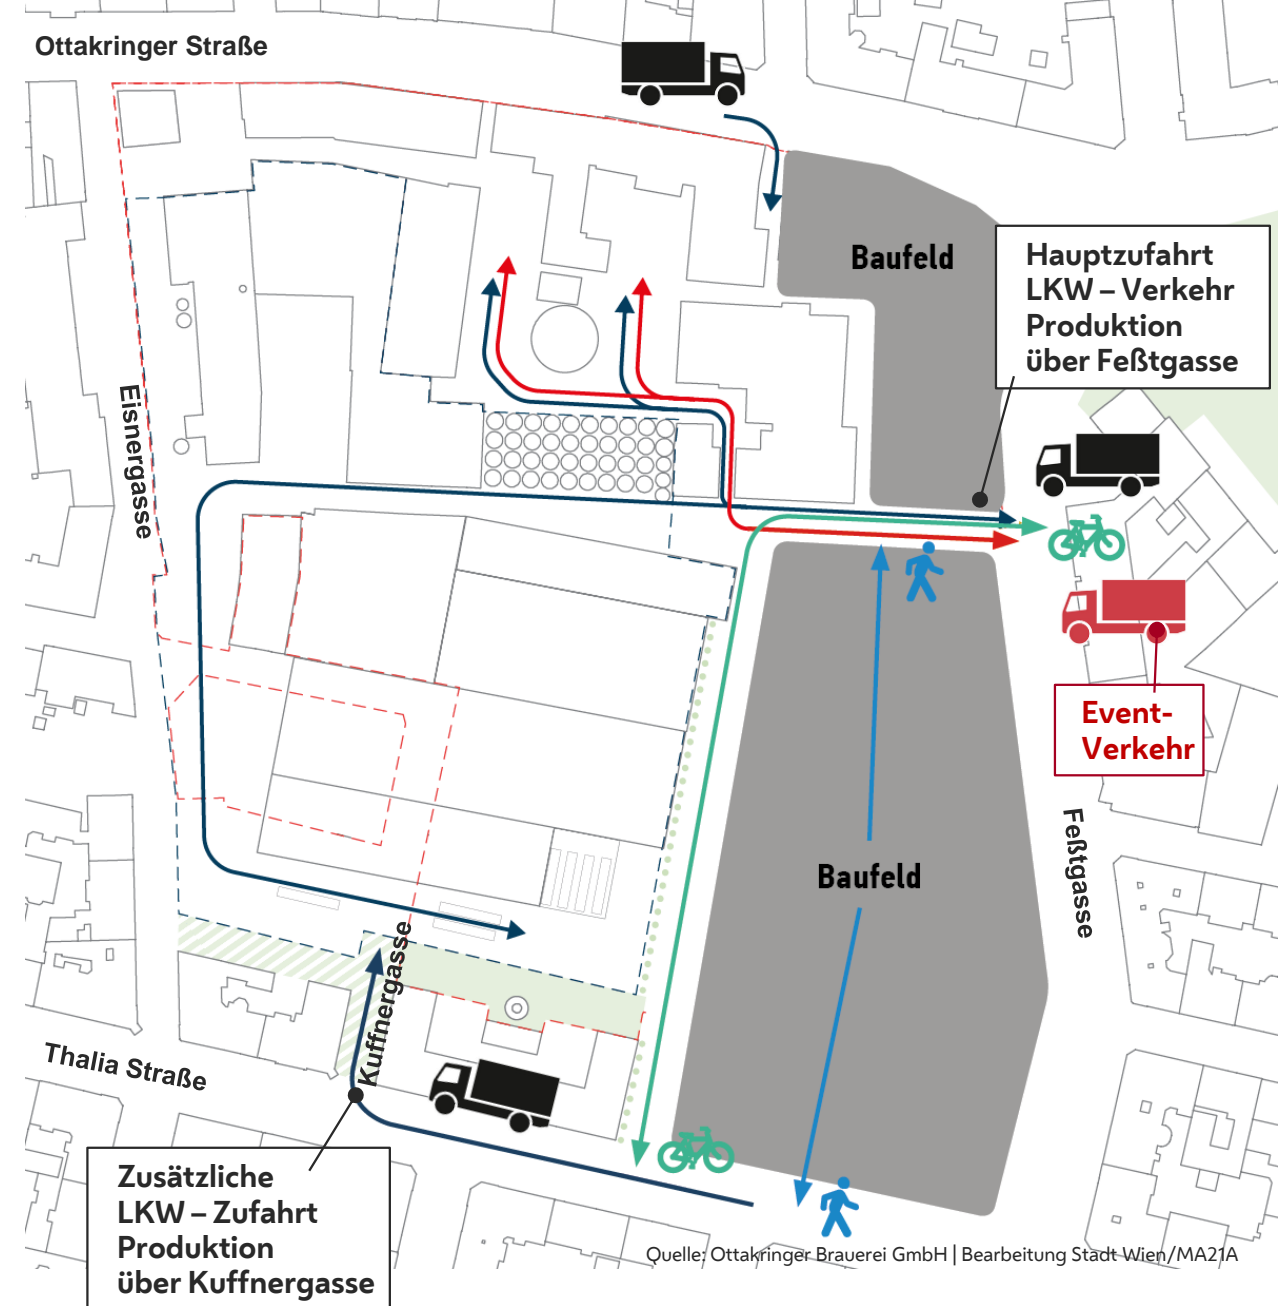 Ottakringer Straße
Baufeld
Hauptzufahrt
LKW – Verkehr
Produktion
über Feßtgasse
Eisnergasse
Event-
Verkehr
Feßtgasse
Baufeld
Kuffnergasse
Thalia Straße
Zusätzliche
LKW – Zufahrt
Produktion
über Kuffnergasse
Quelle: Ottakringer Brauerei GmbH | Bearbeitung Stadt Wien/MA21A